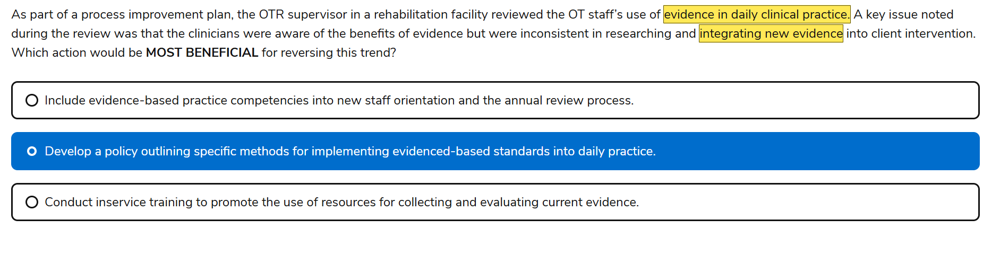 As part of a process improvement plan, the OTR supervisor in a rehabilitation facility reviewed the OT staff’s use of evidence in daily clinical practice. A key issue noted
during the review was that the clinicians were aware of the benefits of evidence but were inconsistent in researching and integrating new evidence into client intervention.
Which action would be MOST BENEFICIAL for reversing this trend?
Include evidence-based practice competencies into new staff orientation and the annual review process.
Develop a policy outlining specific methods for implementing evidenced-based standards into daily practice.
Conduct inservice training to promote the use of resources for collecting and evaluating current evidence.